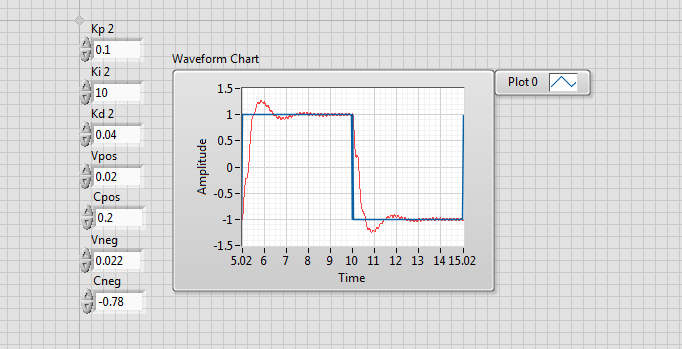 Kp 2
0.1
Ki 2
10
Kd 2
0.04
Vpos
0.02
Cpos
0.2
Vneg
0.022
Cneg
-0.78
Waveform Chart
Plot 0
Amplitude
1.5
1
0.5
0
-0.5
-1
-1.5
5.02 6 7 8 9 10 11 12 13 14 15.02
Time